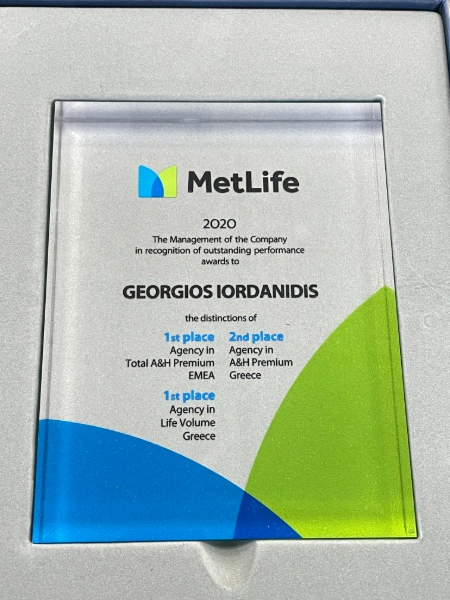 MetLife
2020
The Management of the Company
in recognition of outstanding performance
awards to
GEORGIOS IORDANIDIS
the distinctions of
1st place
Agency in
Total A&H Premium
EMEA
2nd place
Agency in
A&H Premium
Greece
1st place
Agency in
Life Volume
Greece